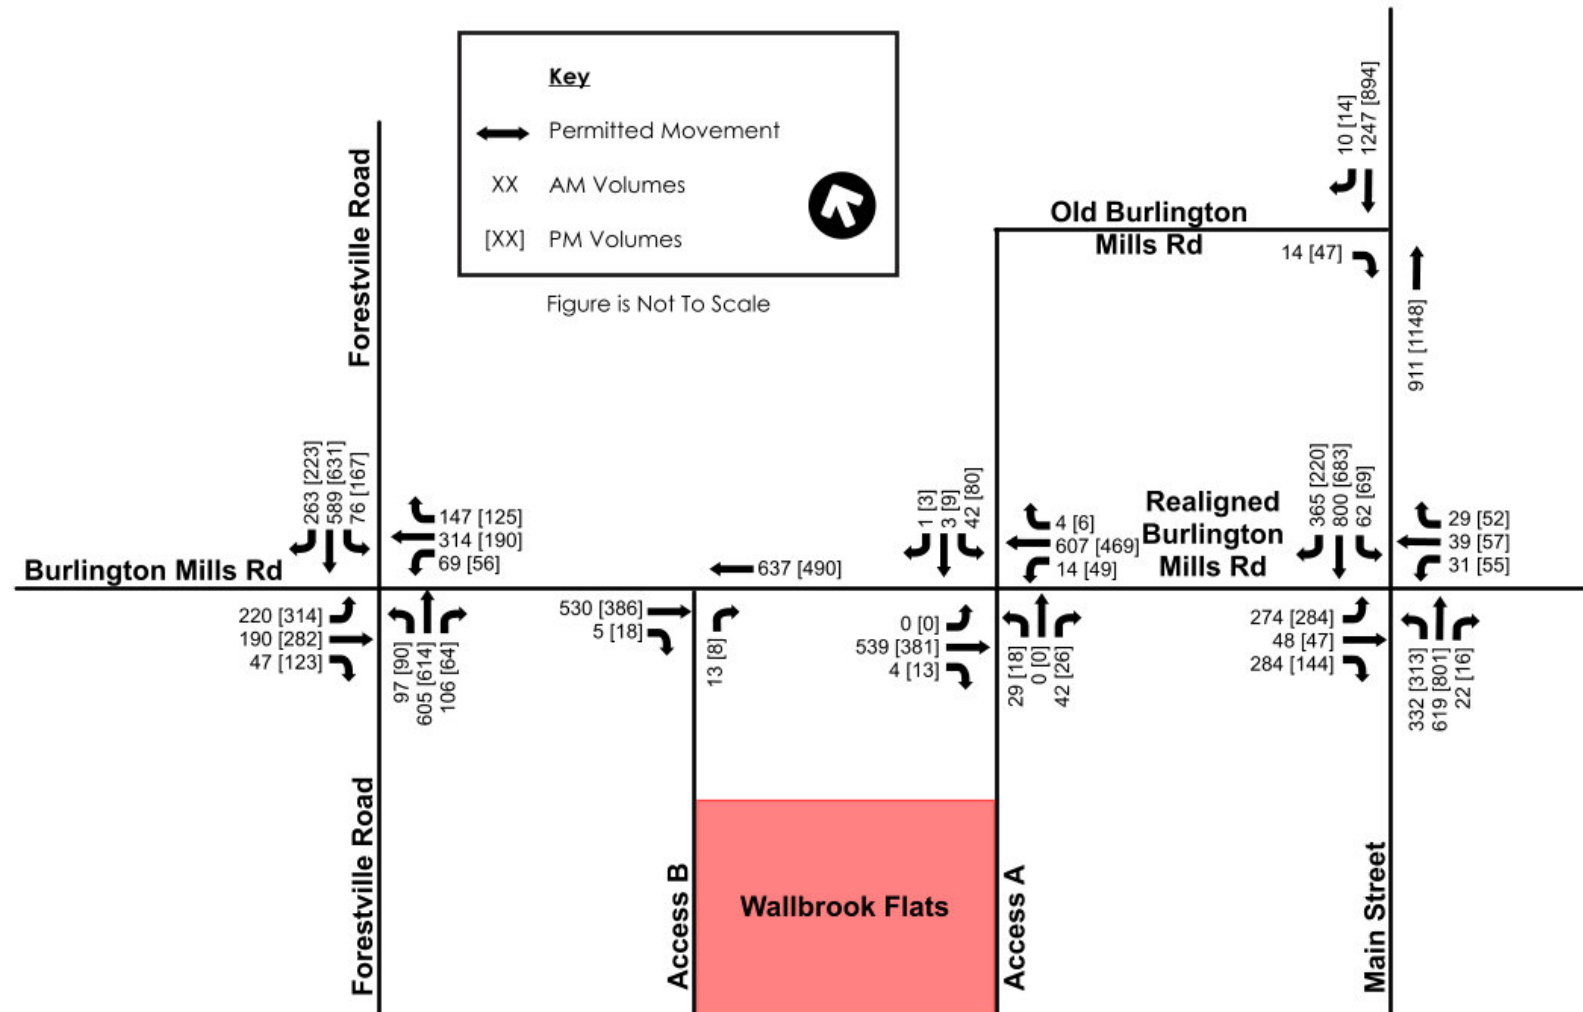 Key
Permitted Movement
XX AM Volumes
[XX] PM Volumes
Figure is Not To Scale
Forestville Road
10 [14]
1247 [894]
Old Burlington
Mills Rd
14 [47]
911 [1148]
263 [223]
589 [631]
76 [167]
147 [125]
314 [190]
69 [56]
Burlington Mills Rd
220 [314]
190 [282]
47 [123]
97 [90]
605 [614]
106 [64]
637 [490]
530 [386]
5 [18]
13 [8]
1 [3]
3 [9]
42 [80]
4 [6]
607 [469]
14 [49]
0 [0]
539 [381]
4 [13]
29 [18]
0 [0]
42 [26]
Realigned
Burlington
Mills Rd
365 [220]
800 [683]
62 [69]
29 [52]
39 [57]
31 [55]
274 [284]
48 [47]
284 [144]
332 [313]
619 [801]
22 [16]
Forestville Road
Access B
Wallbrook Flats
Access A
Main Street